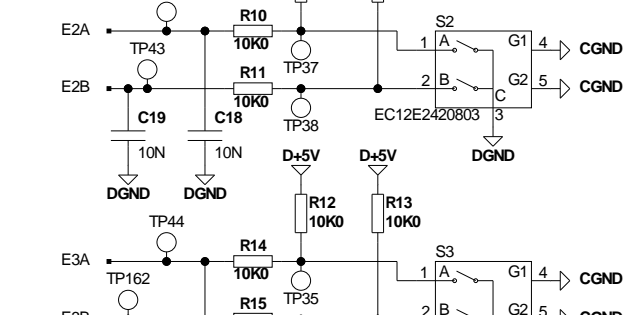 R10
S2
E2A
10K0
1 A
G1 4
CGND
TP43
TP37
E2B
R11
2 B
G2 5
CGND
10K0
C
C19
C18
EC12E2420803
3
TP38
10N
10N
D+5V
D+5V
DGND
DGND
DGND
R12
R13
10K0
10K0
TP44
R14
S3
E3A
10K0
1 A
G1 4
CGND
TP162
TP35
R15
2 B
G2 5
CGND